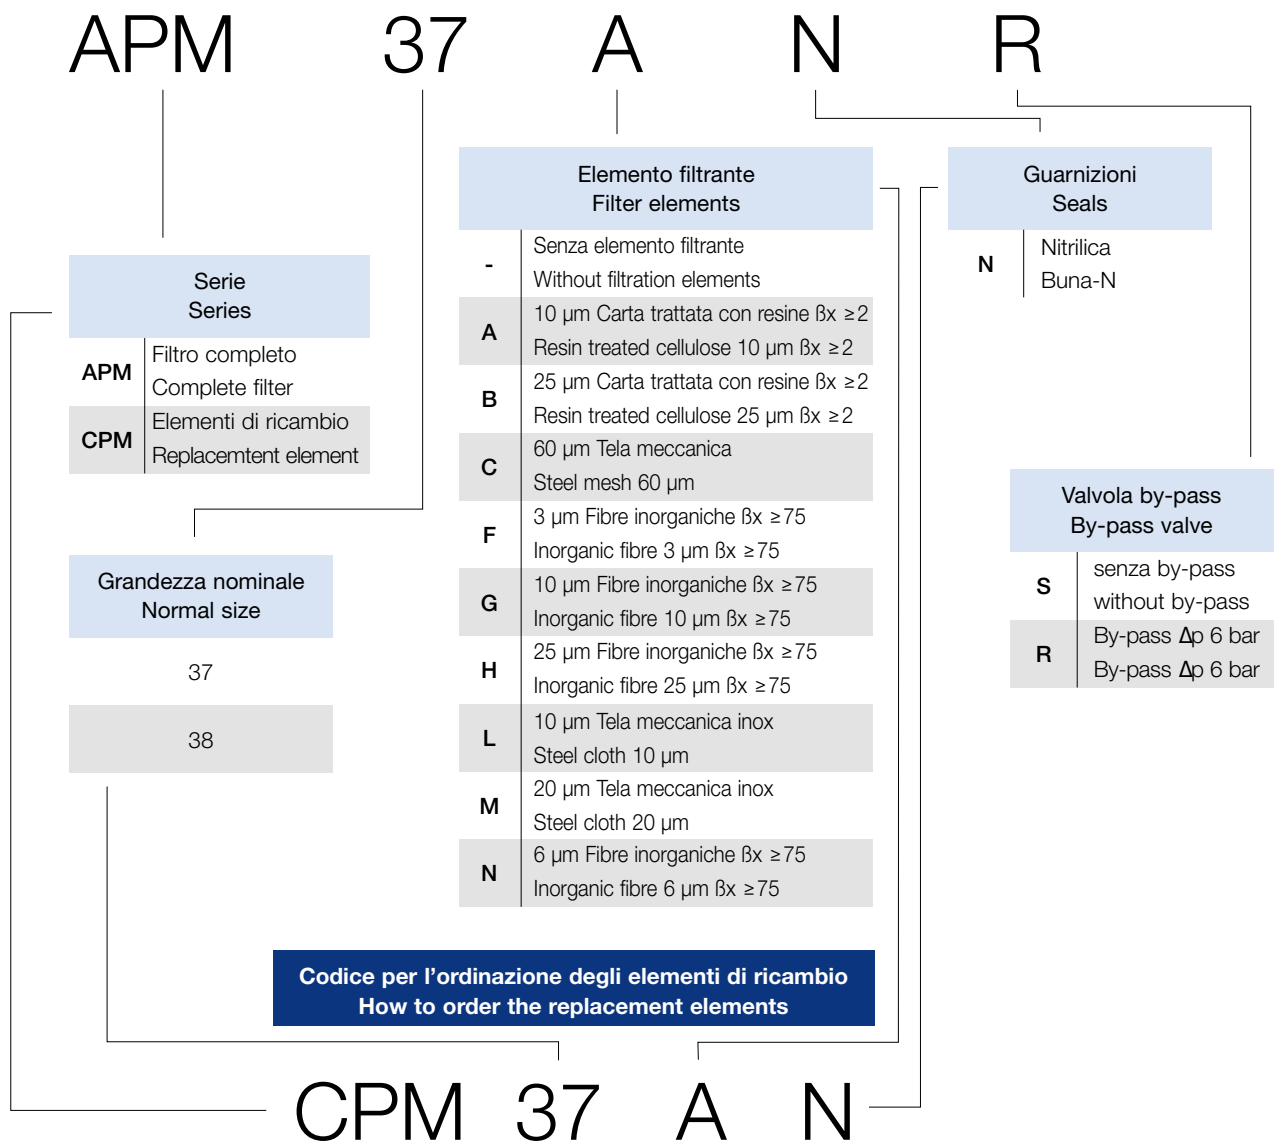 APM 37 A N R
Serie
Series
APM
Filtro completo
Complete filter
CPM
Elementi di ricambio
Replacemtent element
Grandezza nominale
Normal size
37
38
Elemento filtrante
Filter elements
-
Senza elemento filtrante
Without filtration elements
A
10 µm Carta trattata con resine ßx ≥2
Resin treated cellulose 10 µm ßx ≥2
B
25 µm Carta trattata con resine ßx ≥2
Resin treated cellulose 25 µm ßx ≥2
C
60 µm Tela meccanica
Steel mesh 60 µm
F
3 µm Fibre inorganiche ßx ≥75
Inorganic fibre 3 µm ßx ≥75
G
10 µm Fibre inorganiche ßx ≥75
Inorganic fibre 10 µm ßx ≥75
H
25 µm Fibre inorganiche ßx ≥75
Inorganic fibre 25 µm ßx ≥75
L
10 µm Tela meccanica inox
Steel cloth 10 µm
M
20 µm Tela meccanica inox
Steel cloth 20 µm
N
6 µm Fibre inorganiche ßx ≥75
Inorganic fibre 6 µm ßx ≥75
Guarnizioni
Seals
N
Nitrilica
Buna-N
Valvola by-pass
By-pass valve
S
senza by-pass
without by-pass
R
By-pass Δp 6 bar
By-pass Δp 6 bar
Codice per l'ordinazione degli elementi di ricambio
How to order the replacement elements
CPM 37 A N